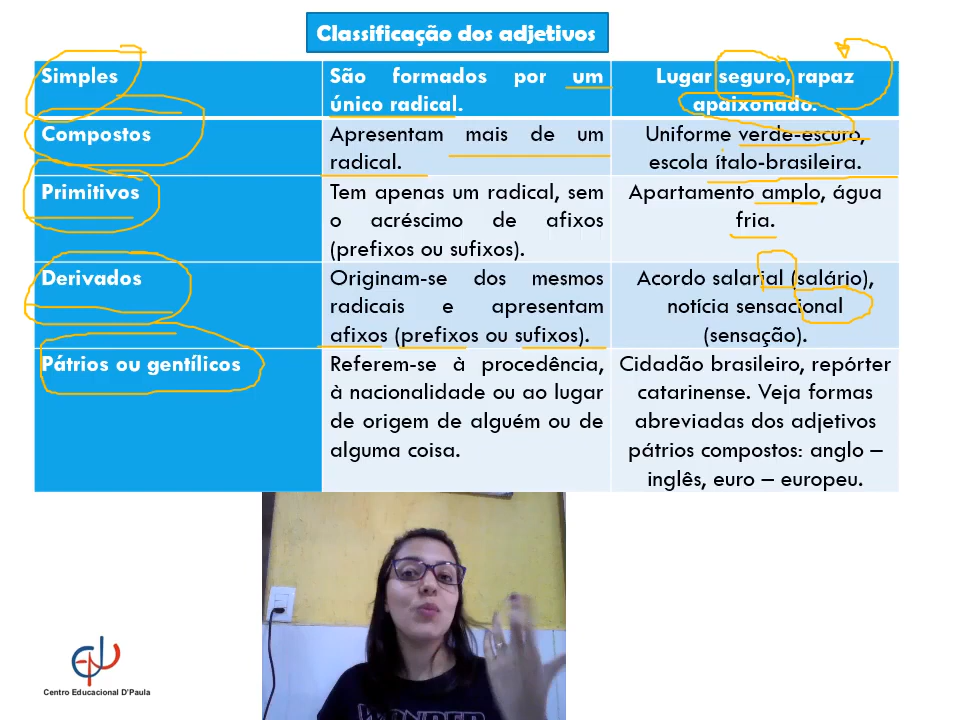 Classificação dos adjetivos
Simples
São formados por um
único radical.
Lugar seguro, rapaz
apaixonado.
Compostos
Apresentam mais de um
radical.
Uniforme verde-escuro,
escola ítalo-brasileira.
Primitivos
Tem apenas um radical, sem
o acréscimo de afixos
(prefixos ou sufixos).
Apartamento amplo, água
fria.
Derivados
Originam-se dos mesmos
radicais e apresentam
afixos (prefixos ou sufixos).
Acordo salarial (salário),
notícia sensacional
(sensação).
Pátrios ou gentílicos
Referem-se à procedência,
à nacionalidade ou ao lugar
de origem de alguém ou de
alguma coisa.
Cidadão brasileiro, repórter
catarinense. Veja formas
abreviadas dos adjetivos
pátrios compostos: anglo –
inglês, euro – europeu.
Centro Educacional D'Paula